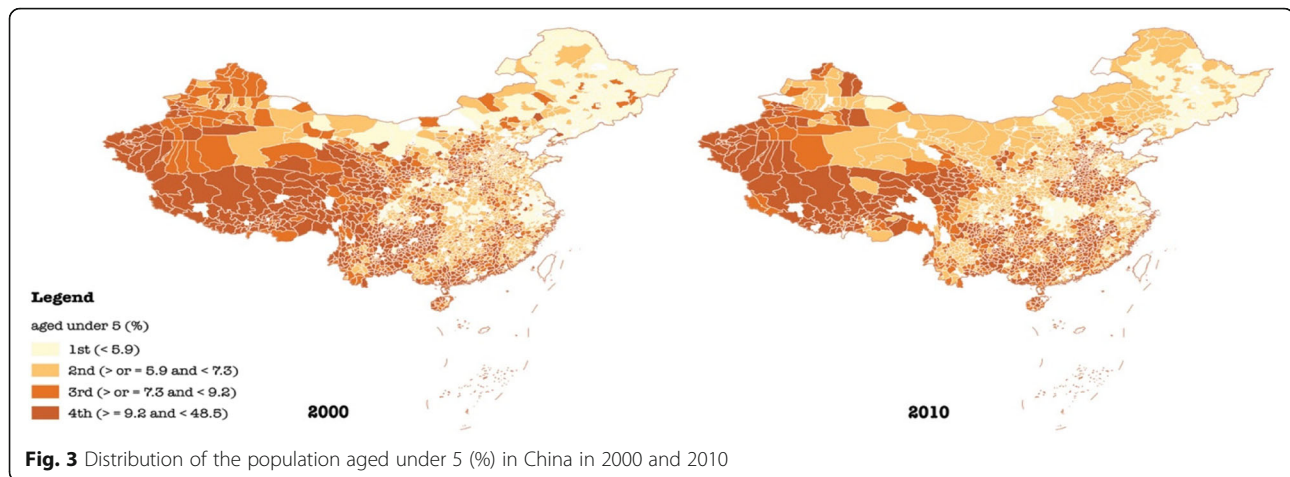 Legend
aged under 5 (%)
1st (< 5.9)
2nd (> or = 5.9 and < 7.3)
3rd (> or = 7.3 and < 9.2)
4th (> = 9.2 and < 48.5)
2000
2010
Fig. 3 Distribution of the population aged under 5 (%) in China in 2000 and 2010